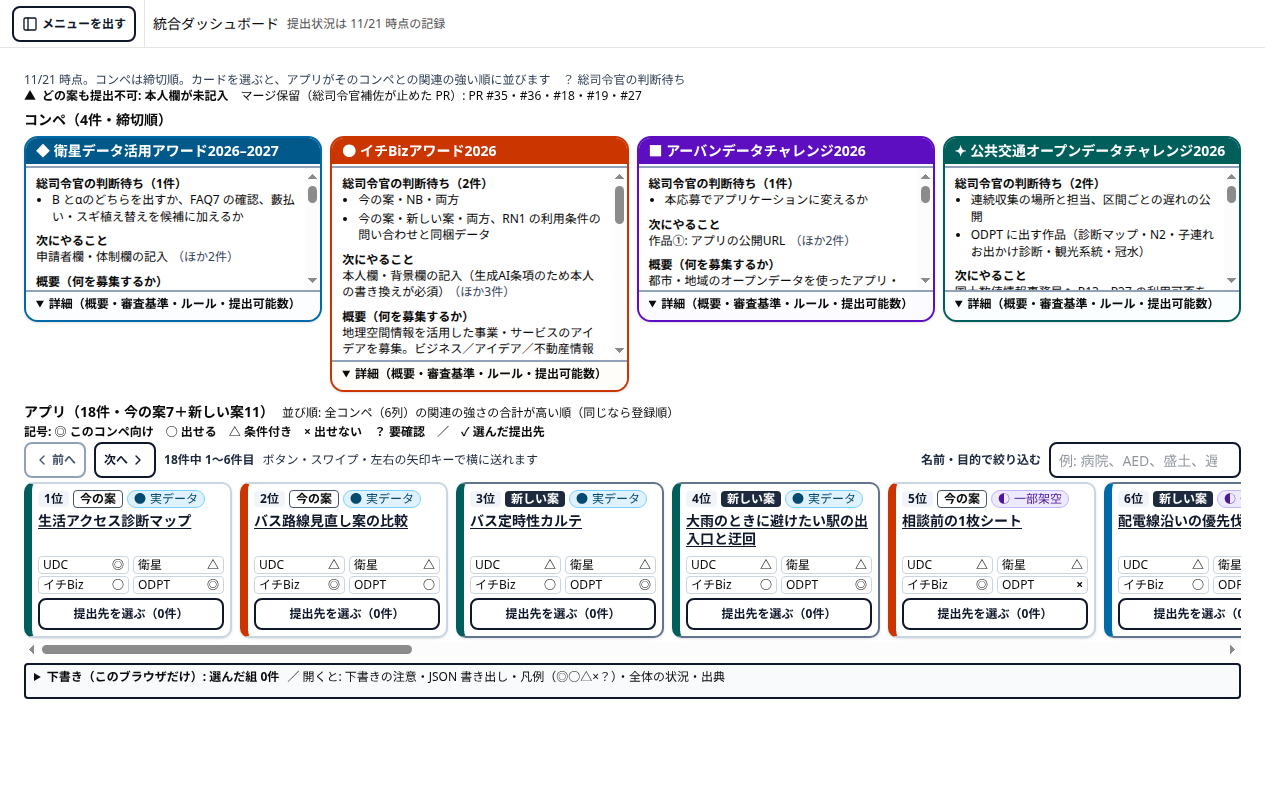 メニューを出す 統合ダッシュボード 提出状況は 11/21 時点の記録
11/21 時点。コンペは締切順。カードを選ぶと、アプリがそのコンペとの関連の強い順に並びます ？ 総司令官の判断待ち
▲ どの案も提出不可: 本人欄が未記入 マージ保留（総司令官補佐が止めた PR）: PR #35・#36・#18・#19・#27
コンペ（4件・締切順）
◆ 衛星データ活用アワード2026–2027
総司令官の判断待ち（1件）
• B とαのどちらを出すか、FAQ7 の確認、藪払
い・スギ植え替えを候補に加えるか
次にやること
申請者欄・体制欄の記入 （ほか2件）
概要（何を募集するか）
▼ 詳細（概要・審査基準・ルール・提出可能数）
● イチBizアワード2026
総司令官の判断待ち（2件）
• 今の案・NB・両方
• 今の案・新しい案・両方、RN1 の利用条件の
問い合わせと同梱データ
次にやること
本人欄・背景欄の記入（生成AI条項のため本人
の書き換えが必須）（ほか3件）
概要（何を募集するか）
地理空間情報を活用した事業・サービスのアイ
デアを募集。ビジネス／アイデア／不動産情報
▼ 詳細（概要・審査基準・ルール・提出可能数）
■ アーバンデータチャレンジ2026
総司令官の判断待ち（1件）
• 本応募でアプリケーションに変えるか
次にやること
作品①: アプリの公開URL （ほか2件）
概要（何を募集するか）
都市・地域のオープンデータを使ったアプリ・
▼ 詳細（概要・審査基準・ルール・提出可能数）
✦ 公共交通オープンデータチャレンジ2026
総司令官の判断待ち（2件）
• 連続収集の場所と担当、区間ごとの遅れの公
開
• ODPT に出す作品（診断マップ・N2・子連れ
お出かけ診断・観光系統・冠水）
次にやること
▼ 詳細（概要・審査基準・ルール・提出可能数）
アプリ（18件・今の案7＋新しい案11） 並び順: 全コンペ（6列）の関連の強さの合計が高い順（同じなら登録順）
記号: ◎ このコンペ向け ○ 出せる △ 条件付き × 出せない ？ 要確認 ／ ✓ 選んだ提出先
前へ 次へ 18件中 1〜6件目 ボタン・スワイプ・左右の矢印キーで横に送れます 名前・目的で絞り込む 例: 病院、AED、盛土、遅
1位 今の案 ● 実データ
生活アクセス診断マップ
UDC ◎ 衛星 △
イチBiz ○ ODPT ◎
提出先を選ぶ（0件）
2位 今の案 ● 実データ
バス路線見直し案の比較
UDC △ 衛星 △
イチBiz ◎ ODPT ○
提出先を選ぶ（0件）
3位 新しい案 ● 実データ
バス定時性カルテ
UDC △ 衛星 △
イチBiz ○ ODPT ◎
提出先を選ぶ（0件）
4位 新しい案 ● 実データ
大雨のときに避けたい駅の出
入口と迂回
UDC △ 衛星 △
イチBiz ○ ODPT ◎
提出先を選ぶ（0件）
5位 今の案 ◐ 一部架空
相談前の1枚シート
UDC △ 衛星 △
イチBiz ◎ ODPT ×
提出先を選ぶ（0件）
6位 新しい案 ◐
配電線沿いの優先伐
UDC △ 衛星
イチBiz ○
提出先を選ぶ
▶ 下書き（このブラウザだけ）: 選んだ組 0件 ／ 開くと: 下書きの注意・JSON 書き出し・凡例（◎○△×？）・全体の状況・出典